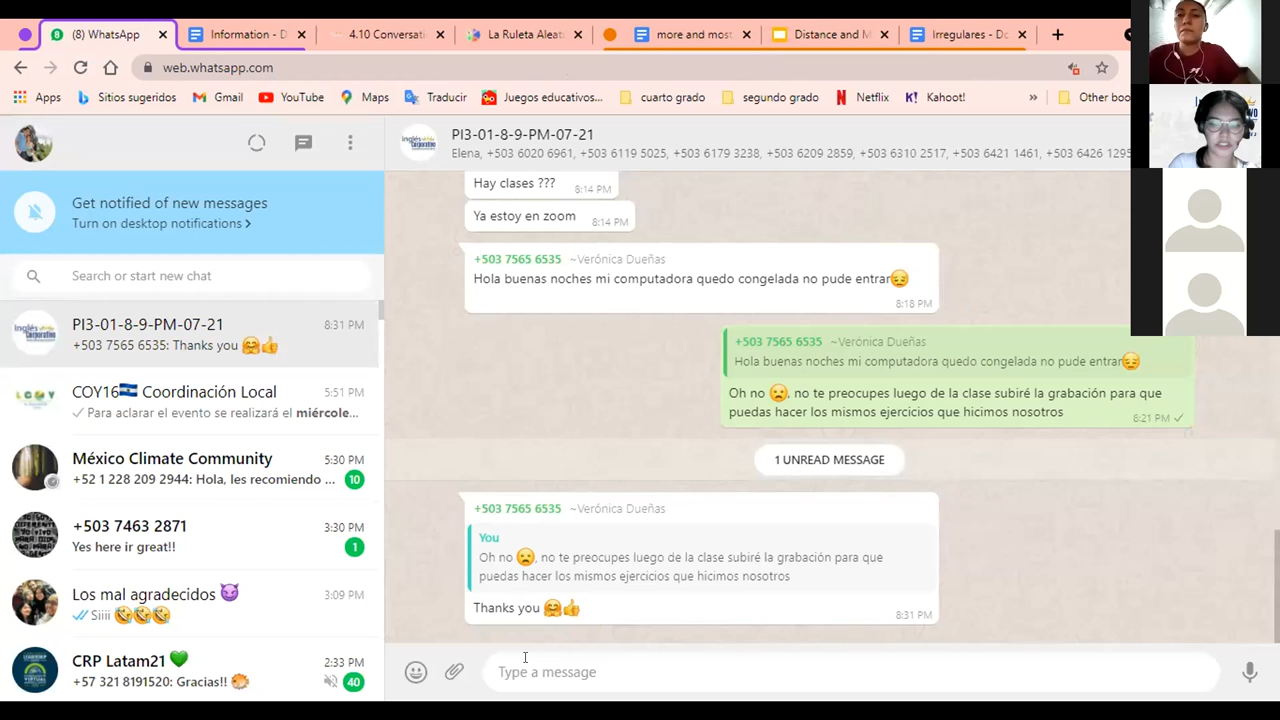 (8) WhatsApp
Information - D
4.10 Conversati
La Ruleta Aleat
more and mos
Distance and M
Irregulares - Do
web.whatsapp.com
Apps
Sitios sugeridos
Gmail
YouTube
Maps
Traducir
Juegos educativos...
cuarto grado
segundo grado
Netflix
Kahoot!
»
Other boo
Get notified of new messages
Turn on desktop notifications >
Search or start new chat
PI3-01-8-9-PM-07-21
8:31 PM
+503 7565 6535: Thanks you 🤗👍
COY16🇸🇻 Coordinación Local
5:51 PM
✓ Para aclarar el evento se realizará el miércole...
México Climate Community
5:30 PM
+52 1 228 209 2944: Hola, les recomiendo ...
10
+503 7463 2871
3:30 PM
Yes here ir great!!
1
Los mal agradecidos 😈
3:09 PM
Siiii 🤣🤣🤣
CRP Latam21 💚
2:33 PM
+57 321 8191520: Gracias!! 🐡
40
PI3-01-8-9-PM-07-21
Elena, +503 6020 6961, +503 6119 5025, +503 6179 3238, +503 6209 2859, +503 6310 2517, +503 6421 1461, +503 6426 1295
Hay clases ???
8:14 PM
Ya estoy en zoom
8:14 PM
+503 7565 6535 ~Verónica Dueñas
Hola buenas noches mi computadora quedo congelada no pude entrar😔
8:18 PM
+503 7565 6535 ~Verónica Dueñas
Hola buenas noches mi computadora quedo congelada no pude entrar😔
Oh no ☹️, no te preocupes luego de la clase subiré la grabación para que
puedas hacer los mismos ejercicios que hicimos nosotros
8:21 PM
1 UNREAD MESSAGE
+503 7565 6535 ~Verónica Dueñas
You
Oh no ☹️, no te preocupes luego de la clase subiré la grabación para que
puedas hacer los mismos ejercicios que hicimos nosotros
Thanks you 🤗👍
8:31 PM
Type a message